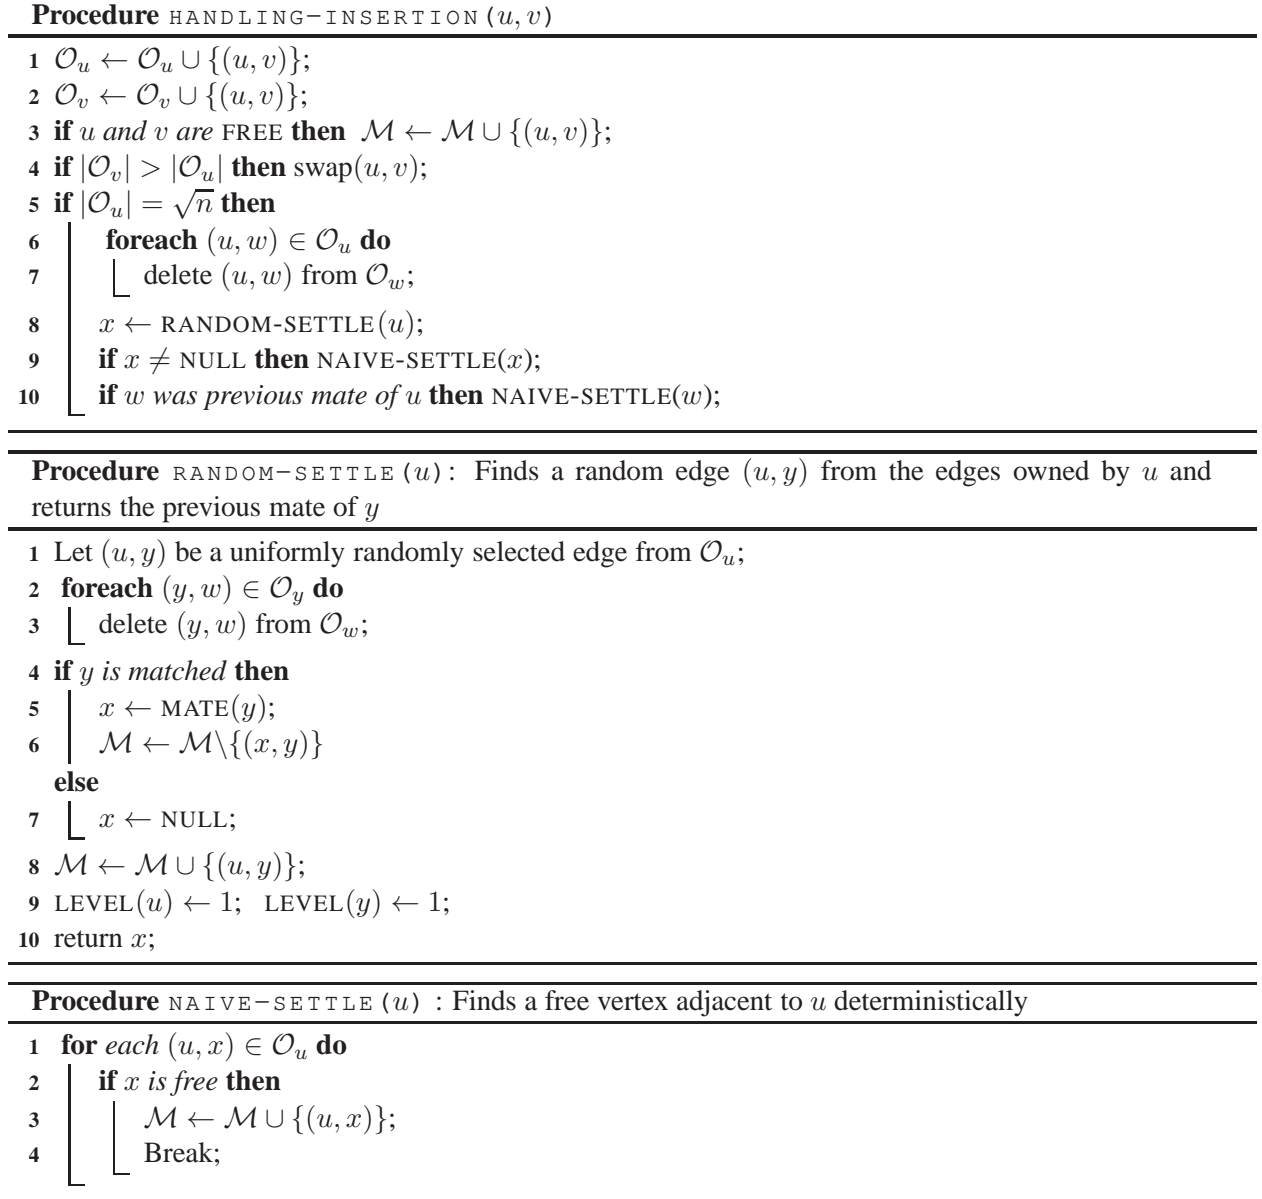 Procedure HANDLING-INSERTION(u, v)
1 𝒪_u ← 𝒪_u ∪ {(u, v)};
2 𝒪_v ← 𝒪_v ∪ {(u, v)};
3 if u and v are FREE then ℳ ← ℳ ∪ {(u, v)};
4 if |𝒪_v| > |𝒪_u| then swap(u, v);
5 if |𝒪_u| = √n then
6 foreach (u, w) ∈ 𝒪_u do
7 delete (u, w) from 𝒪_w;
8 x ← RANDOM-SETTLE(u);
9 if x ≠ NULL then NAIVE-SETTLE(x);
10 if w was previous mate of u then NAIVE-SETTLE(w);
Procedure RANDOM-SETTLE(u): Finds a random edge (u, y) from the edges owned by u and
returns the previous mate of y
1 Let (u, y) be a uniformly randomly selected edge from 𝒪_u;
2 foreach (y, w) ∈ 𝒪_y do
3 delete (y, w) from 𝒪_w;
4 if y is matched then
5 x ← MATE(y);
6 ℳ ← ℳ\{(x, y)}
else
7 x ← NULL;
8 ℳ ← ℳ ∪ {(u, y)};
9 LEVEL(u) ← 1; LEVEL(y) ← 1;
10 return x;
Procedure NAIVE-SETTLE(u) : Finds a free vertex adjacent to u deterministically
1 for each (u, x) ∈ 𝒪_u do
2 if x is free then
3 ℳ ← ℳ ∪ {(u, x)};
4 Break;